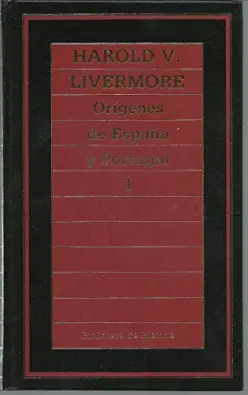 HAROLD V.
LIVERMORE
Orígenes
de España
y Portugal
I
Biblioteca de Historia